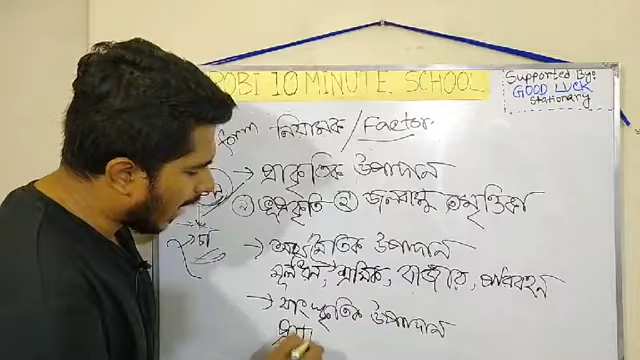 ROBI 10 MINUTE SCHOOL
Supported By:
GOOD LUCK
Stationary
form নিয়ামক / Factor
→ প্রাকৃতিক উপাদান
ভূপ্রকৃতি ② জলবায়ু ও মৃত্তিকা
→ চা
→ অর্থনৈতিক উপাদান
মূলধন, শ্রমিক, বাজার, পরিবহন
→ সাংস্কৃতিক উপাদান